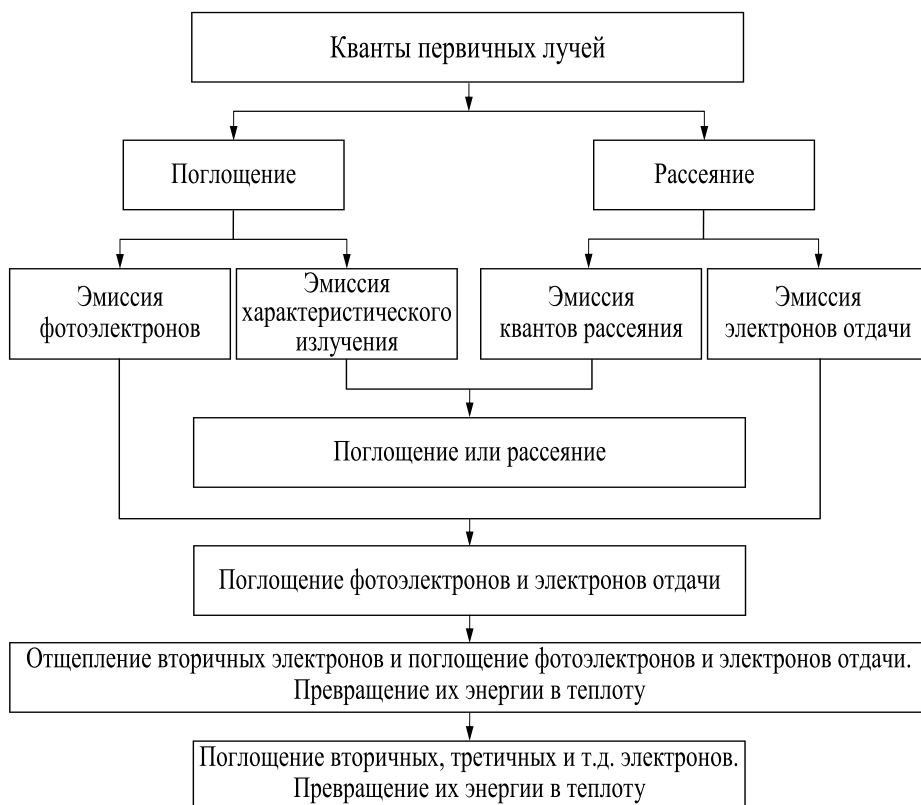 Кванты первичных лучей
Поглощение
Рассеяние
Эмиссия
фотоэлектронов
Эмиссия
характеристического
излучения
Эмиссия
квантов рассеяния
Эмиссия
электронов отдачи
Поглощение или рассеяние
Поглощение фотоэлектронов и электронов отдачи
Отщепление вторичных электронов и поглощение фотоэлектронов и электронов отдачи.
Превращение их энергии в теплоту
Поглощение вторичных, третичных и т.д. электронов.
Превращение их энергии в теплоту